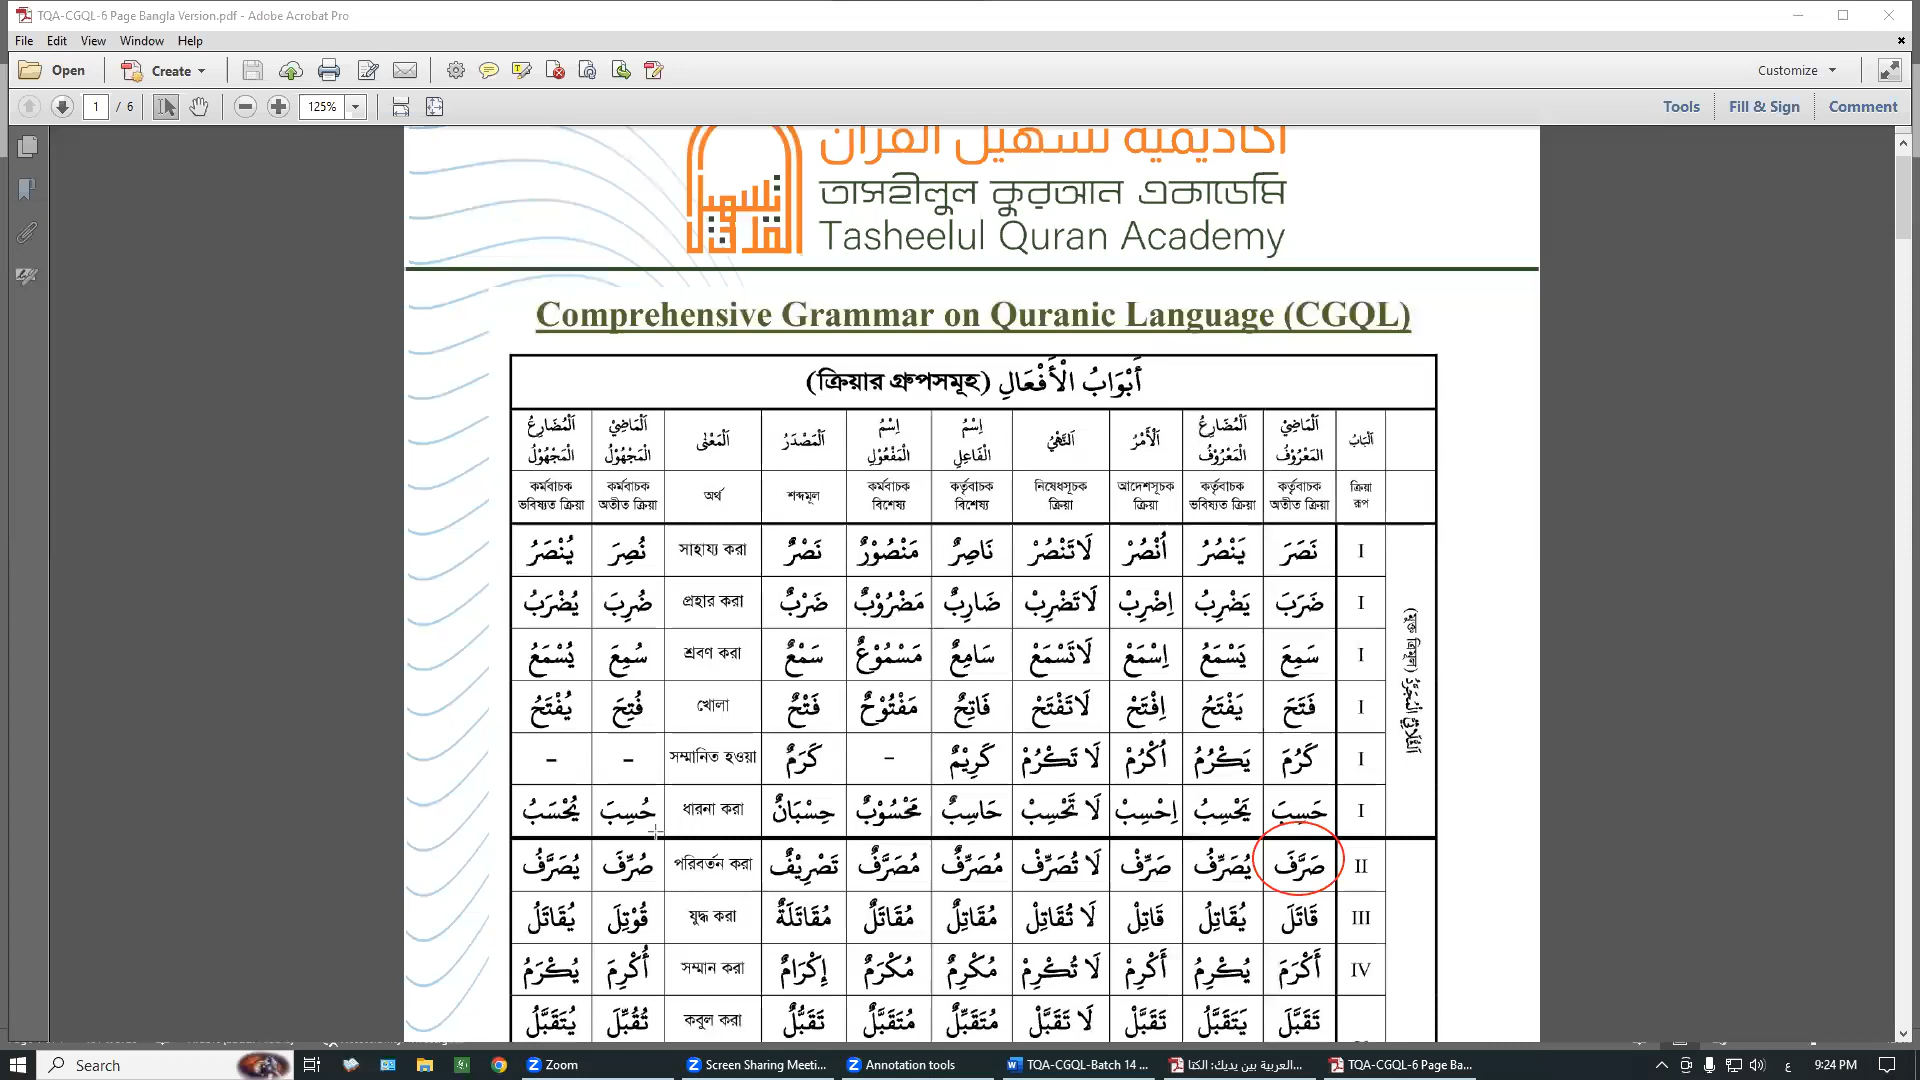 TQA-CGQL-6 Page Bangla Version.pdf - Adobe Acrobat Pro
File Edit View Window Help
Open Create Customize
1 / 6 125% Tools Fill & Sign Comment
أكاديمية تسهيل القرآن
তাসহীলুল কুরআন একাডেমি
Tasheelul Quran Academy
Comprehensive Grammar on Quranic Language (CGQL)
أَبْوَابُ الْأَفْعَالِ (ক্রিয়ার গ্রুপসমূহ)
اَلْبَابُ اَلْمَاضِيْ المَعْرُوْفُ اَلْمُضَارِعُ الْمَعْرُوْفُ اَلْأَمْرُ اَلنَّهْيُ اِسْمُ الْفَاعِلِ اِسْمُ الْمَفْعُوْلِ اَلْمَصْدَرُ اَلْمَعْنٰى اَلْمَاضِيْ الْمَجْهُوْلُ اَلْمُضَارِعُ الْمَجْهُوْلُ
ক্রিয়া রূপ কর্তৃবাচক অতীত ক্রিয়া কর্তৃবাচক ভবিষ্যত ক্রিয়া আদেশসূচক ক্রিয়া নিষেধসূচক ক্রিয়া কর্তৃবাচক বিশেষ্য কর্মবাচক বিশেষ্য শব্দমূল অর্থ কর্মবাচক অতীত ক্রিয়া কর্মবাচক ভবিষ্যত ক্রিয়া
اَلثُّلَاثِيُّ الْمُجَرَّدُ (মুক্ত ত্রিমূল)
I نَصَرَ يَنْصُرُ اُنْصُرْ لَاتَنْصُرْ نَاصِرٌ مَنْصُوْرٌ نَصْرٌ সাহায্য করা نُصِرَ يُنْصَرُ
I ضَرَبَ يَضْرِبُ اِضْرِبْ لَاتَضْرِبْ ضَارِبٌ مَضْرُوْبٌ ضَرْبٌ প্রহার করা ضُرِبَ يُضْرَبُ
I سَمِعَ يَسْمَعُ اِسْمَعْ لَاتَسْمَعْ سَامِعٌ مَسْمُوْعٌ سَمْعٌ শ্রবণ করা سُمِعَ يُسْمَعُ
I فَتَحَ يَفْتَحُ اِفْتَحْ لَاتَفْتَحْ فَاتِحٌ مَفْتُوْحٌ فَتْحٌ খোলা فُتِحَ يُفْتَحُ
I كَرُمَ يَكْرُمُ اُكْرُمْ لَا تَكْرُمْ كَرِيْمٌ - كَرَمٌ সম্মানিত হওয়া - -
I حَسِبَ يَحْسِبُ اِحْسِبْ لَا تَحْسِبْ حَاسِبٌ مَحْسُوْبٌ حِسْبَانٌ ধারনা করা حُسِبَ يُحْسَبُ
II صَرَّفَ يُصَرِّفُ صَرِّفْ لَا تُصَرِّفْ مُصَرِّفٌ مُصَرَّفٌ تَصْرِيْفٌ পরিবর্তন করা صُرِّفَ يُصَرَّفُ
III قَاتَلَ يُقَاتِلُ قَاتِلْ لَا تُقَاتِلْ مُقَاتِلٌ مُقَاتَلٌ مُقَاتَلَةٌ যুদ্ধ করা قُوْتِلَ يُقَاتَلُ
IV أَكْرَمَ يُكْرِمُ أَكْرِمْ لَا تُكْرِمْ مُكْرِمٌ مُكْرَمٌ إِكْرَامٌ সম্মান করা أُكْرِمَ يُكْرَمُ
تَقَبَّلَ يَتَقَبَّلُ تَقَبَّلْ لَا تَقَبَّلْ مُتَقَبِّلٌ مُتَقَبَّلٌ تَقَبُّلٌ কবুল করা تُقُبِّلَ يُتَقَبَّلُ
Search Zoom Screen Sharing Meeti... Annotation tools TQA-CGQL-Batch 14 ... العربية بين يديك: الكتا... TQA-CGQL-6 Page Ba... ع 9:24 PM